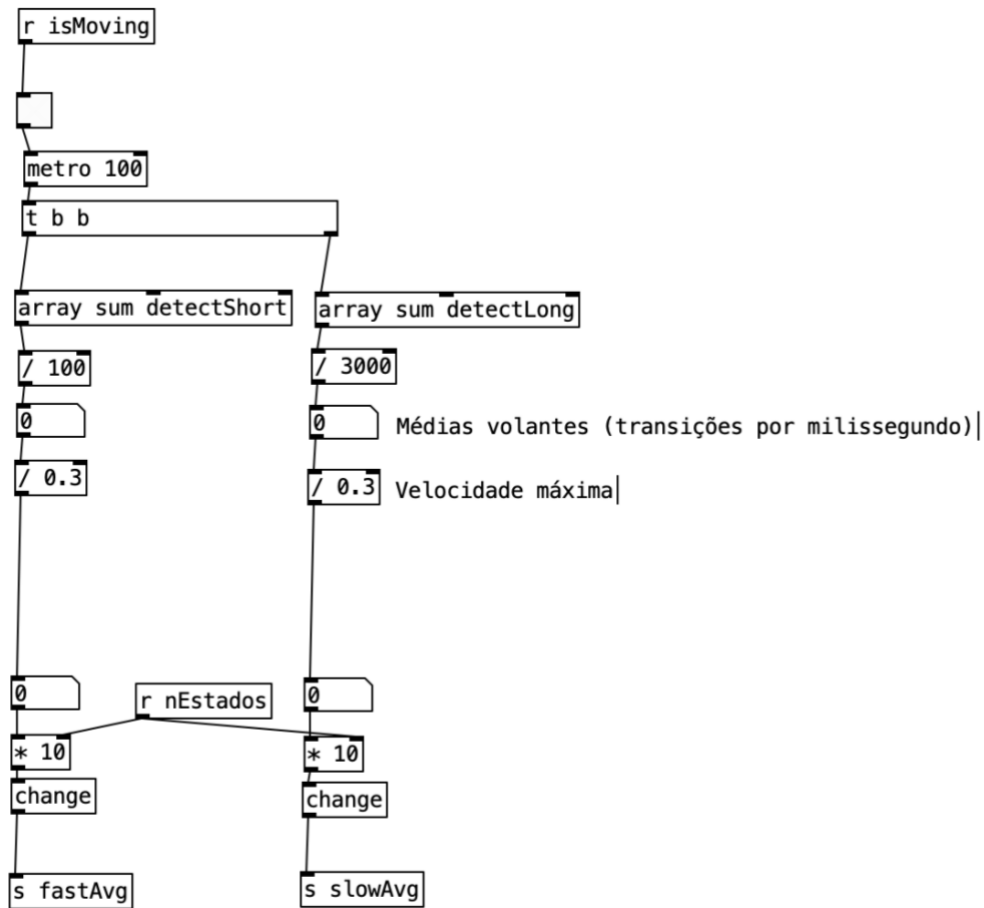 r isMoving
metro 100
t b b
array sum detectShort
array sum detectLong
/ 100
/ 3000
0
0
Médias volantes (transições por milissegundo)
/ 0.3
/ 0.3
Velocidade máxima
0
r nEstados
0
* 10
* 10
change
change
s fastAvg
s slowAvg